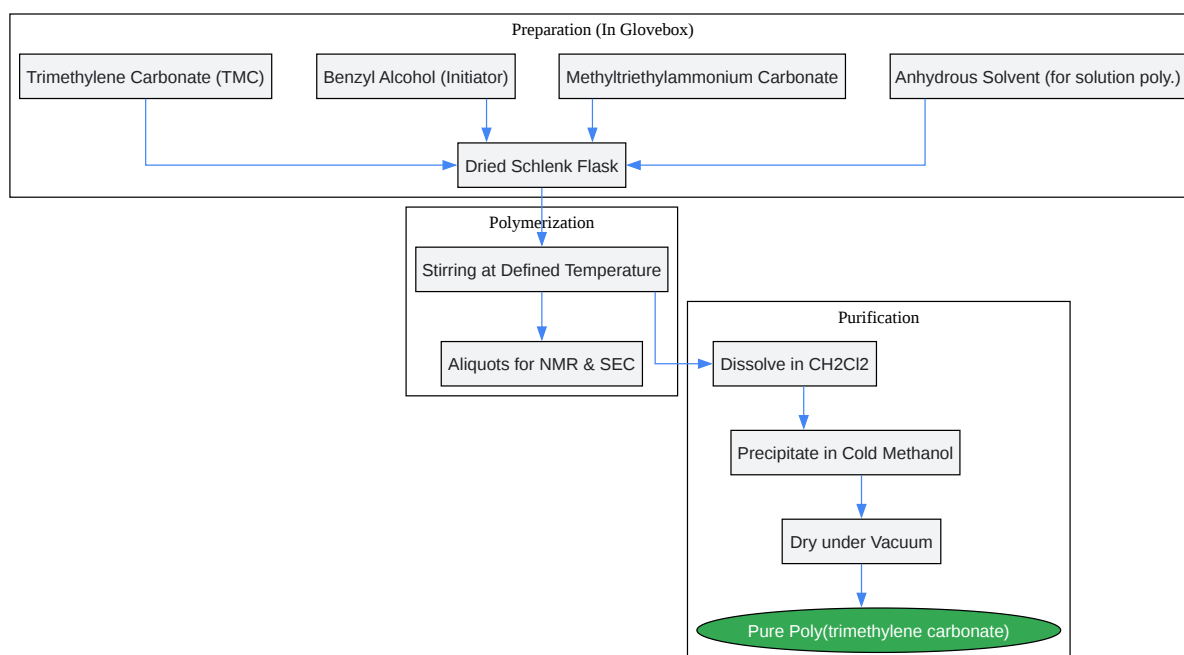 Preparation (In Glovebox)
Trimethylene Carbonate (TMC)
Benzyl Alcohol (Initiator)
Methyltriethylammonium Carbonate
Anhydrous Solvent (for solution poly.)
Dried Schlenk Flask
Polymerization
Stirring at Defined Temperature
Aliquots for NMR & SEC
Purification
Dissolve in CH2Cl2
Precipitate in Cold Methanol
Dry under Vacuum
Pure Poly(trimethylene carbonate)